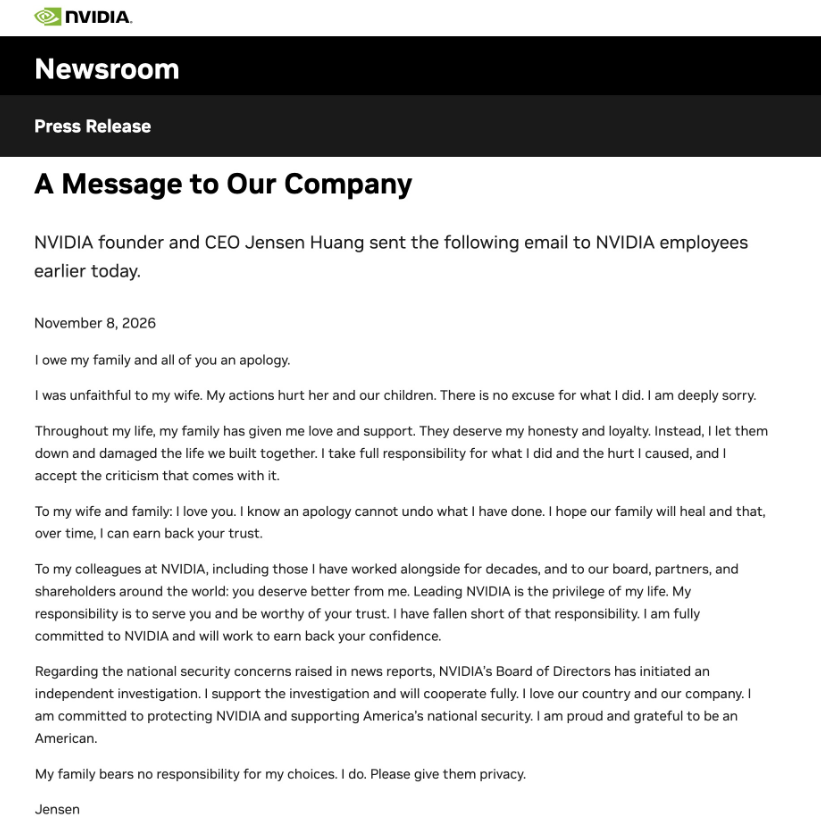 NVIDIA.
Newsroom
Press Release
A Message to Our Company
NVIDIA founder and CEO Jensen Huang sent the following email to NVIDIA employees
earlier today.
November 8, 2026
I owe my family and all of you an apology.
I was unfaithful to my wife. My actions hurt her and our children. There is no excuse for what I did. I am deeply sorry.
Throughout my life, my family has given me love and support. They deserve my honesty and loyalty. Instead, I let them
down and damaged the life we built together. I take full responsibility for what I did and the hurt I caused, and I
accept the criticism that comes with it.
To my wife and family: I love you. I know an apology cannot undo what I have done. I hope our family will heal and that,
over time, I can earn back your trust.
To my colleagues at NVIDIA, including those I have worked alongside for decades, and to our board, partners, and
shareholders around the world: you deserve better from me. Leading NVIDIA is the privilege of my life. My
responsibility is to serve you and be worthy of your trust. I have fallen short of that responsibility. I am fully
committed to NVIDIA and will work to earn back your confidence.
Regarding the national security concerns raised in news reports, NVIDIA's Board of Directors has initiated an
independent investigation. I support the investigation and will cooperate fully. I love our country and our company. I
am committed to protecting NVIDIA and supporting America's national security. I am proud and grateful to be an
American.
My family bears no responsibility for my choices. I do. Please give them privacy.
Jensen